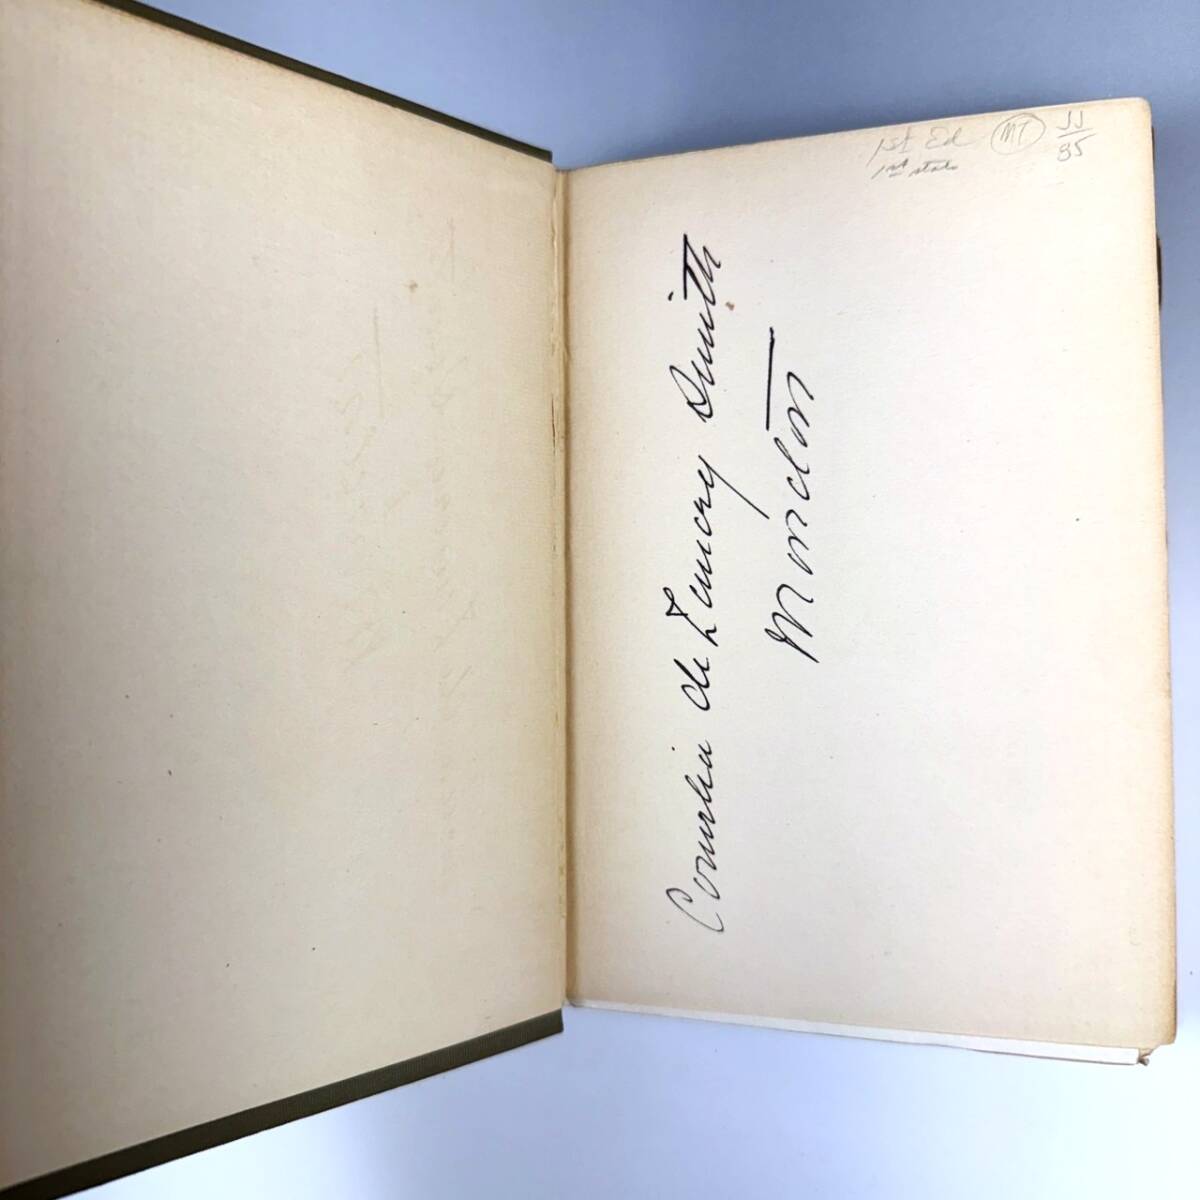 1st Ed MT JJ
1st state 85
Cornelia de Lancey Smith
Moncton